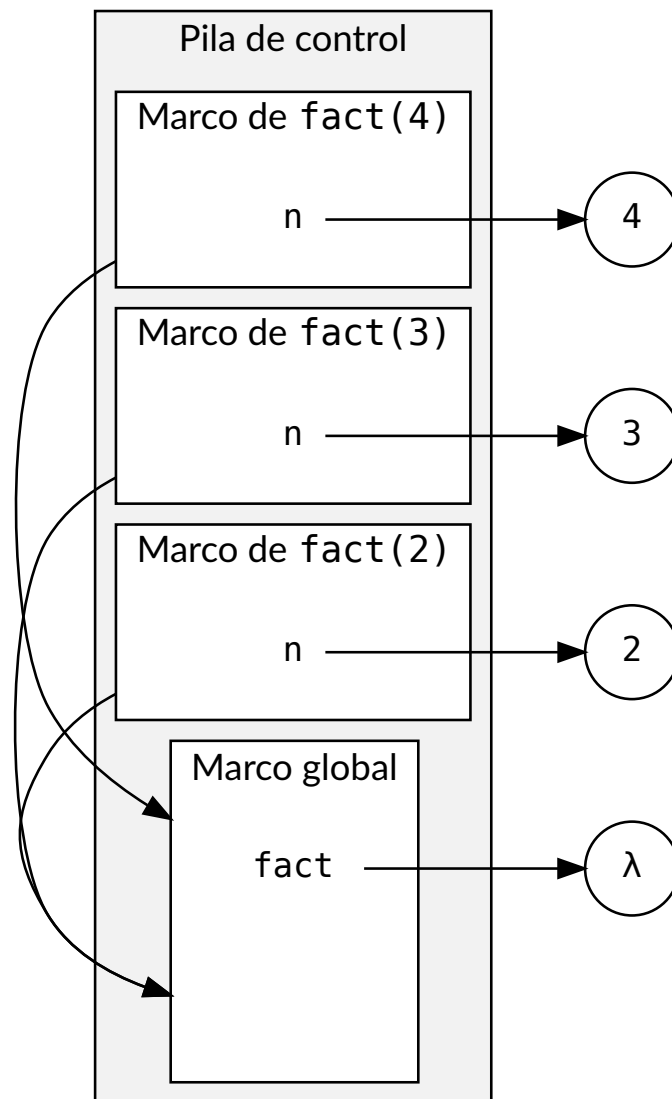 Pila de control
Marco de fact(4)
n
4
Marco de fact(3)
n
3
Marco de fact(2)
n
2
Marco global
fact
λ